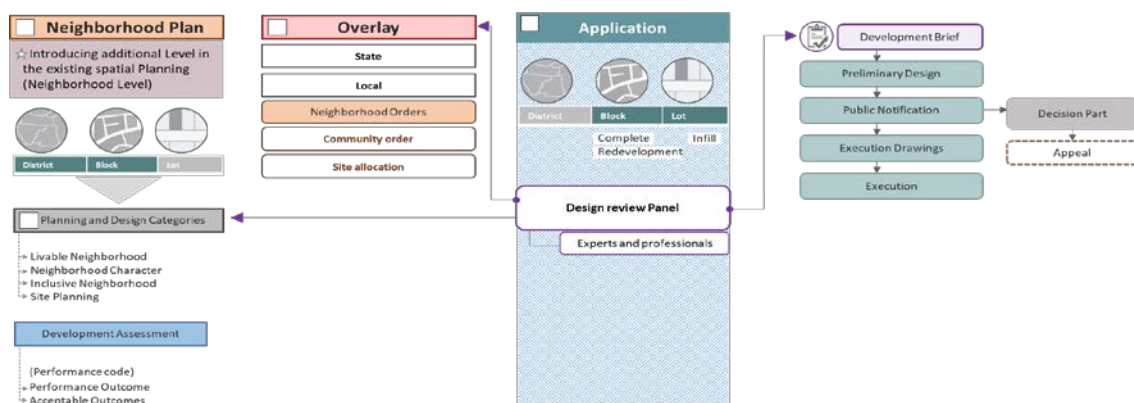 Neighborhood Plan
☆Introducing additional Level in
the existing spatial Planning
(Neighborhood Level)
District
Block
Lot
Planning and Design Categories
Livable Neighborhood
Neighborhood Character
Inclusive Neighborhood
Site Planning
Development Assessment
(Performance code)
Performance Outcome
Acceptable Outcomes
Overlay
State
Local
Neighborhood Orders
Community order
Site allocation
Application
District
Block
Lot
Complete
Redevelopment
Infill
Design review Panel
Experts and professionals
Development Brief
Preliminary Design
Public Notification
Execution Drawings
Execution
Decision Part
Appeal